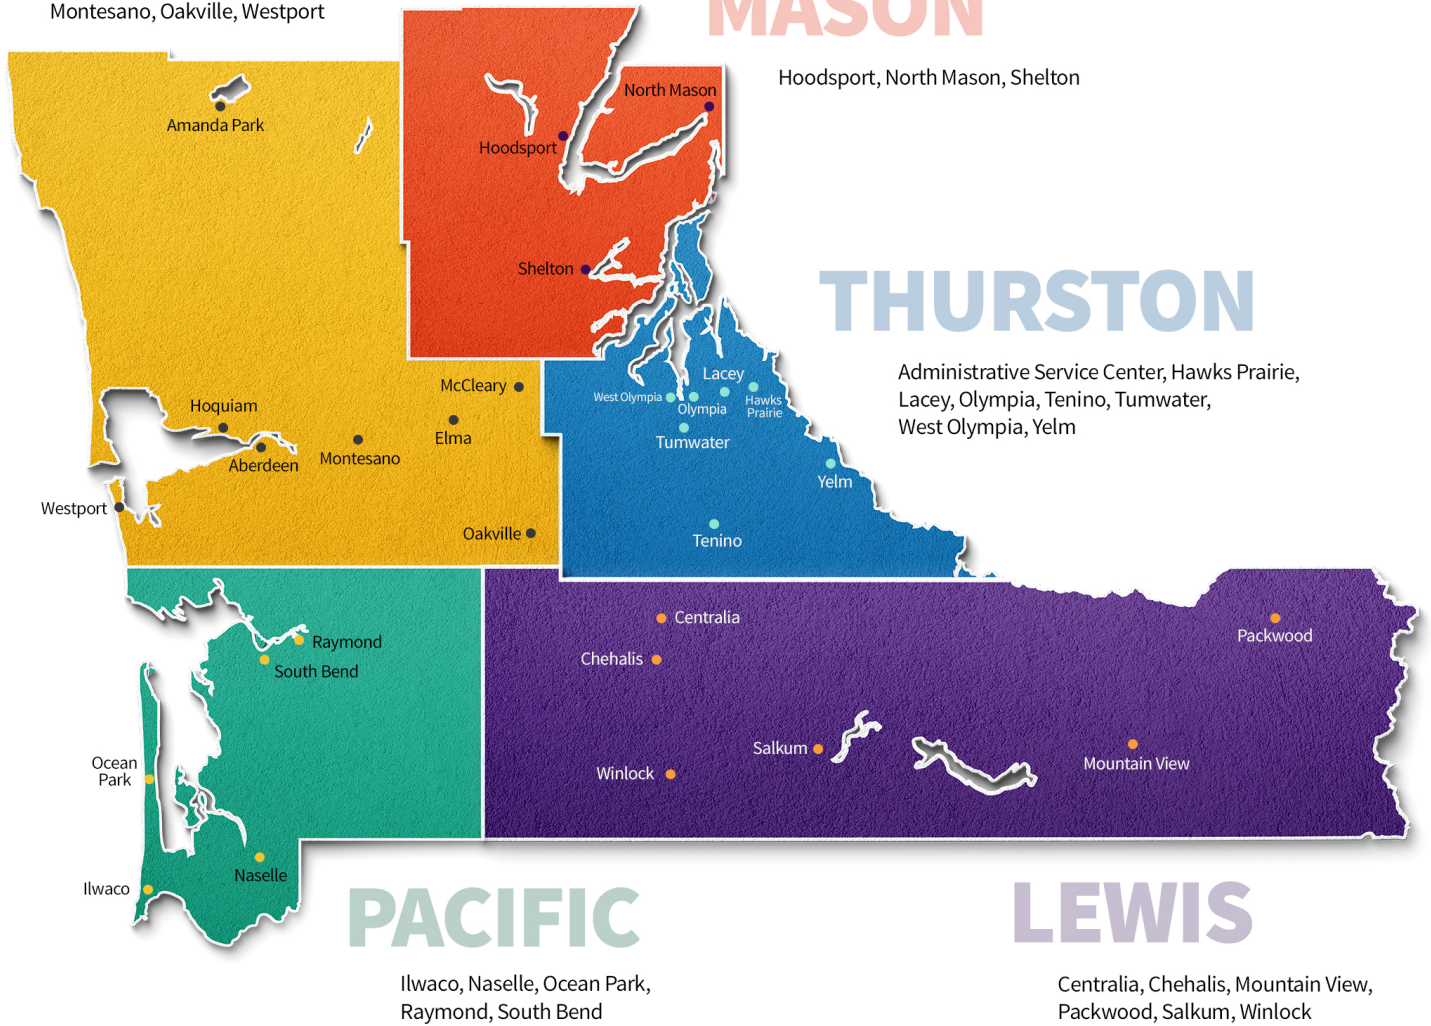 Montesano, Oakville, Westport
MASON
Hoodsport, North Mason, Shelton
North Mason
Amanda Park
Hoodsport
Shelton
THURSTON
Administrative Service Center, Hawks Prairie,
Lacey, Olympia, Tenino, Tumwater,
West Olympia, Yelm
McCleary
Lacey
West Olympia
Hawks
Prairie
Olympia
Hoquiam
Elma
Tumwater
Aberdeen
Montesano
Yelm
Westport
Oakville
Tenino
Centralia
Packwood
Raymond
Chehalis
South Bend
Salkum
Ocean
Park
Mountain View
Winlock
Naselle
Ilwaco
PACIFIC
Ilwaco, Naselle, Ocean Park,
Raymond, South Bend
LEWIS
Centralia, Chehalis, Mountain View,
Packwood, Salkum, Winlock